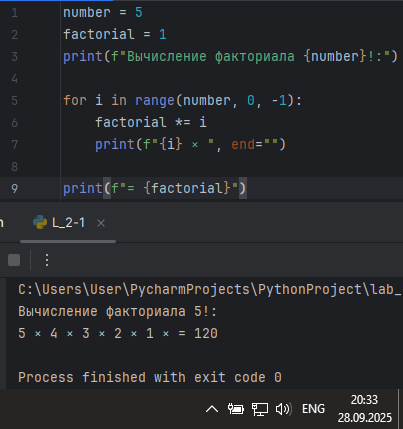 1 number = 5
2 factorial = 1
3 print(f"Вычисление факториала {number}!:")
4
5 for i in range(number, 0, -1):
6     factorial *= i
7     print(f"{i} × ", end="")
8
9 print(f"= {factorial}")
n L_2-1 ×
C:\Users\User\PycharmProjects\PythonProject\lab_
Вычисление факториала 5!:
5 × 4 × 3 × 2 × 1 × = 120
Process finished with exit code 0
ENG 20:33
28.09.2025